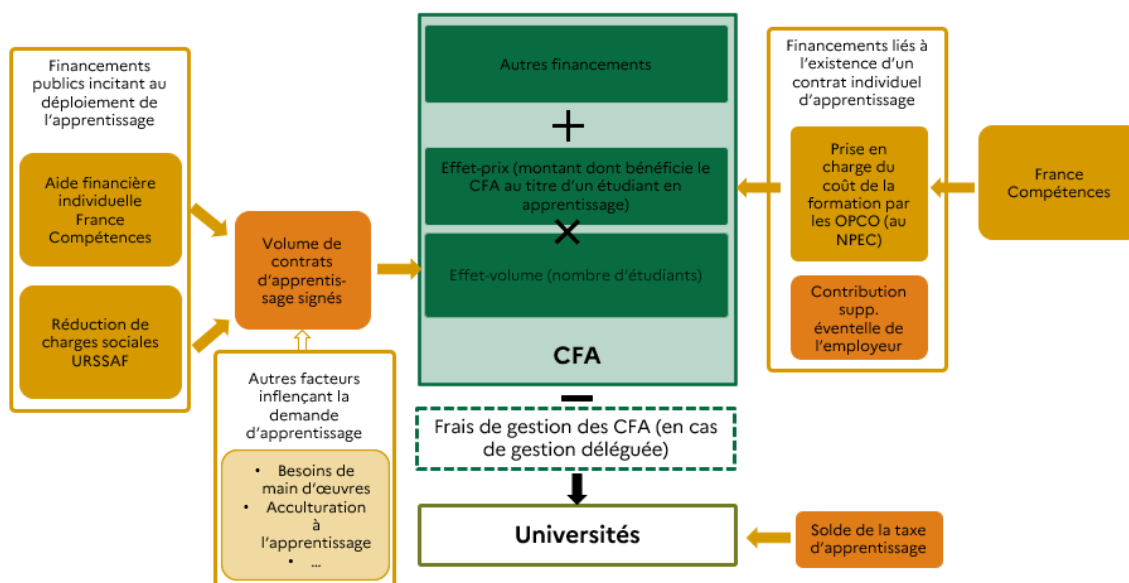 Financements
publics incitant au
déploiement de
l'apprentissage
Aide financière
individuelle
France
Compétences
Réduction de
charges sociales
URSSAF
Volume de
contrats
d'apprentis-
sage signés
Autres facteurs
inflençant la
demande
d'apprentissage
• Besoins de
main d'œuvres
• Acculturation
à
l'apprentissage
• ...
Autres financements
+
Effet-prix (montant dont bénéficie le
CFA au titre d'un étudiant en
apprentissage)
×
Effet-volume (nombre d'étudiants)
CFA
–
Frais de gestion des CFA (en cas
de gestion déléguée)
Universités
Financements liés à
l'existence d'un
contrat individuel
d'apprentissage
Prise en
charge du
coût de la
formation par
les OPCO (au
NPEC)
Contribution
supp.
éventelle de
l'employeur
France
Compétences
Solde de la taxe
d'apprentissage